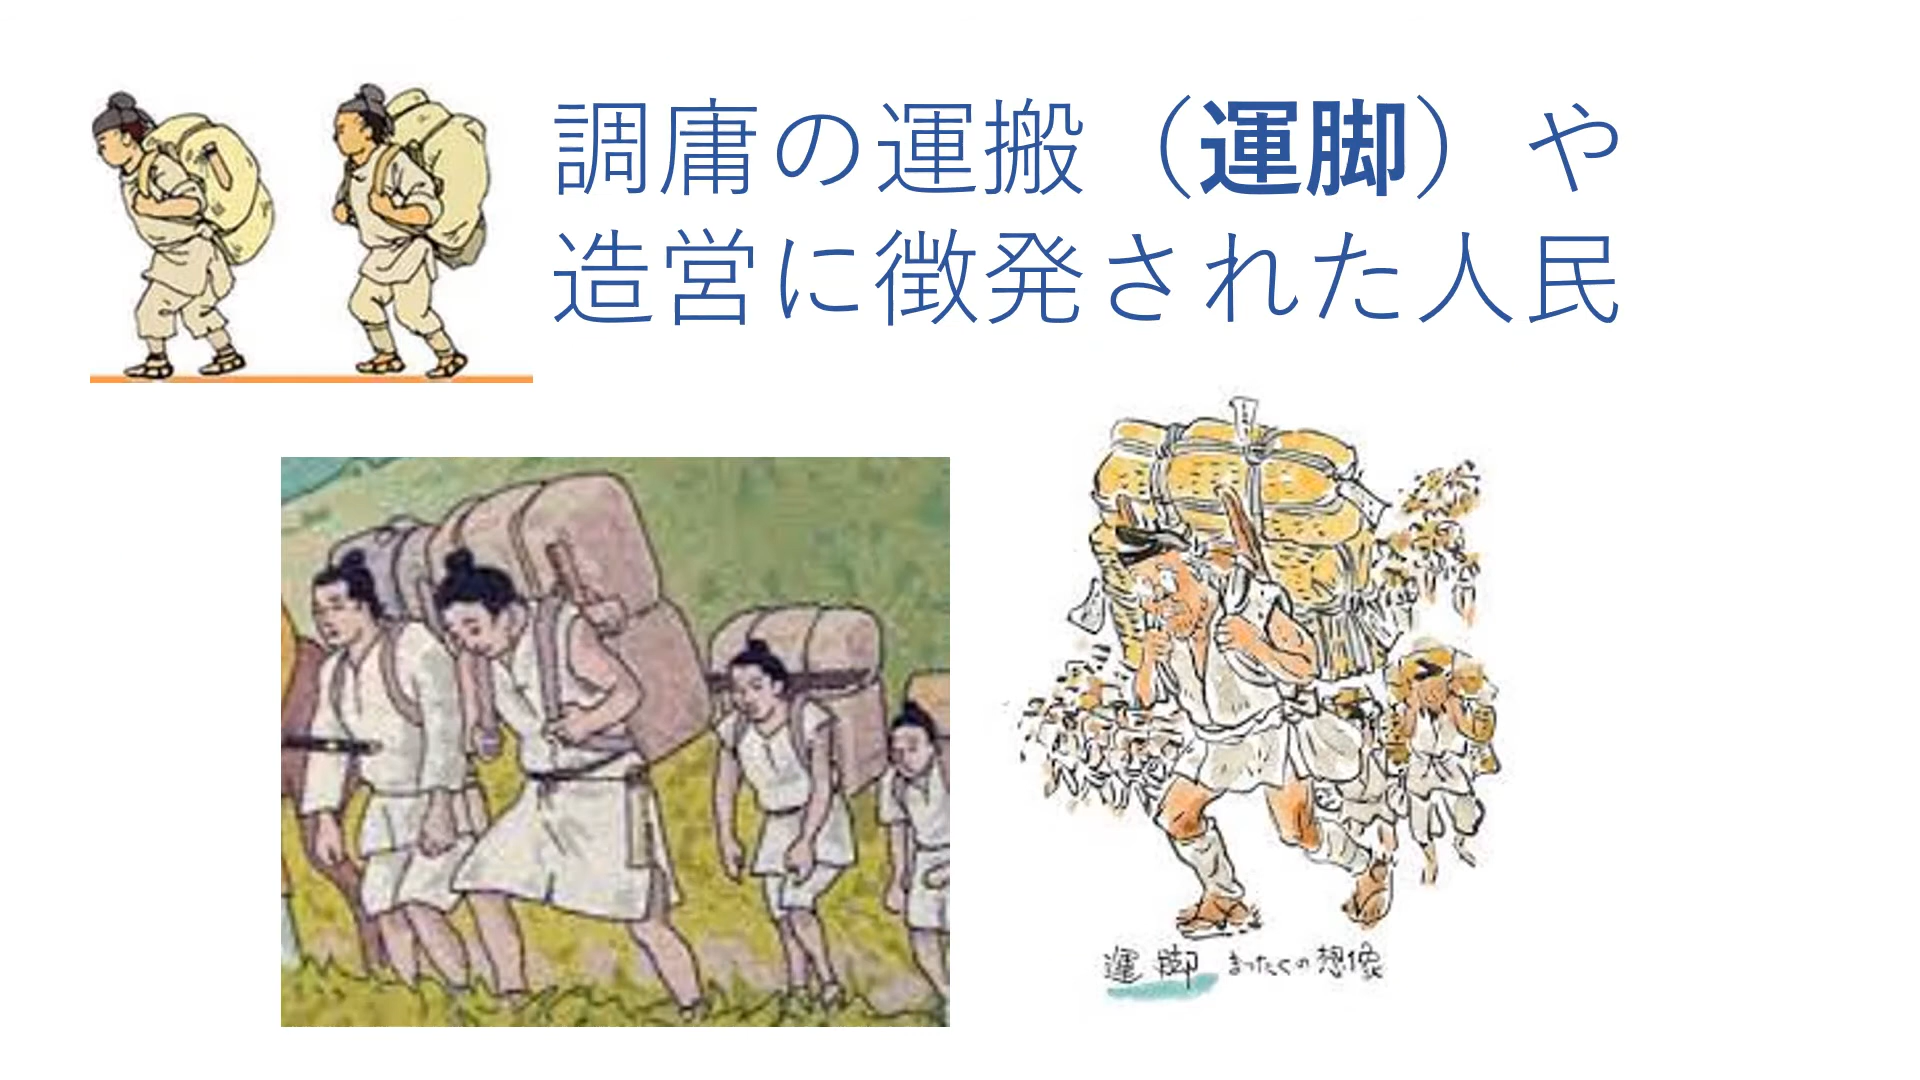 調庸の運搬（運脚）や
造営に徴発された人民
運脚 まったくの想像